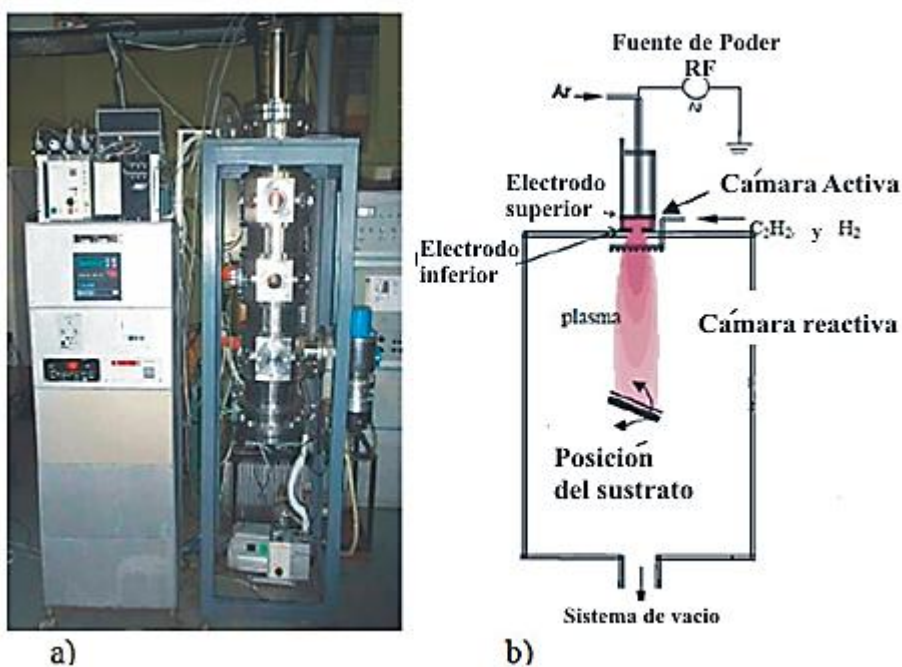 Fuente de Poder
RF
Ar
Electrodo
superior
Cámara Activa
C₂H₂, y H₂
Electrodo
inferior
plasma
Cámara reactiva
Posición
del sustrato
Sistema de vacio
a)
b)